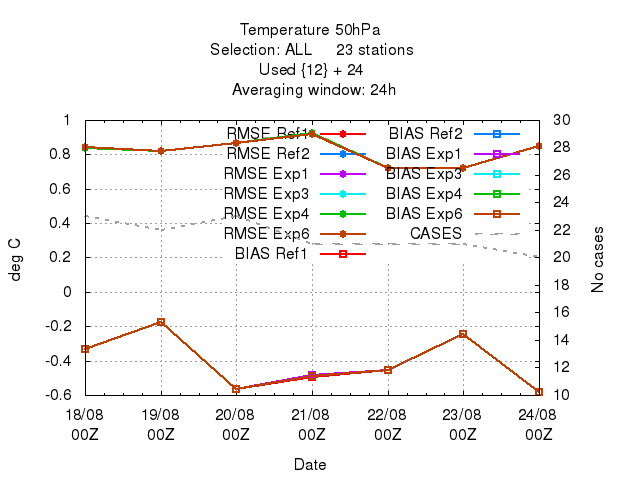 Temperature 50hPa
Selection: ALL 23 stations
Used {12} + 24
Averaging window: 24h
1
0.8
0.6
0.4
0.2
0
-0.2
-0.4
-0.6
deg C
30
28
26
24
22
20
18
16
14
12
10
No cases
RMSE Ref1
RMSE Ref2
RMSE Exp1
RMSE Exp3
RMSE Exp4
RMSE Exp6
BIAS Ref1
BIAS Ref2
BIAS Exp1
BIAS Exp3
BIAS Exp4
BIAS Exp6
CASES
18/08 19/08 20/08 21/08 22/08 23/08 24/08
00Z 00Z 00Z 00Z 00Z 00Z 00Z
Date